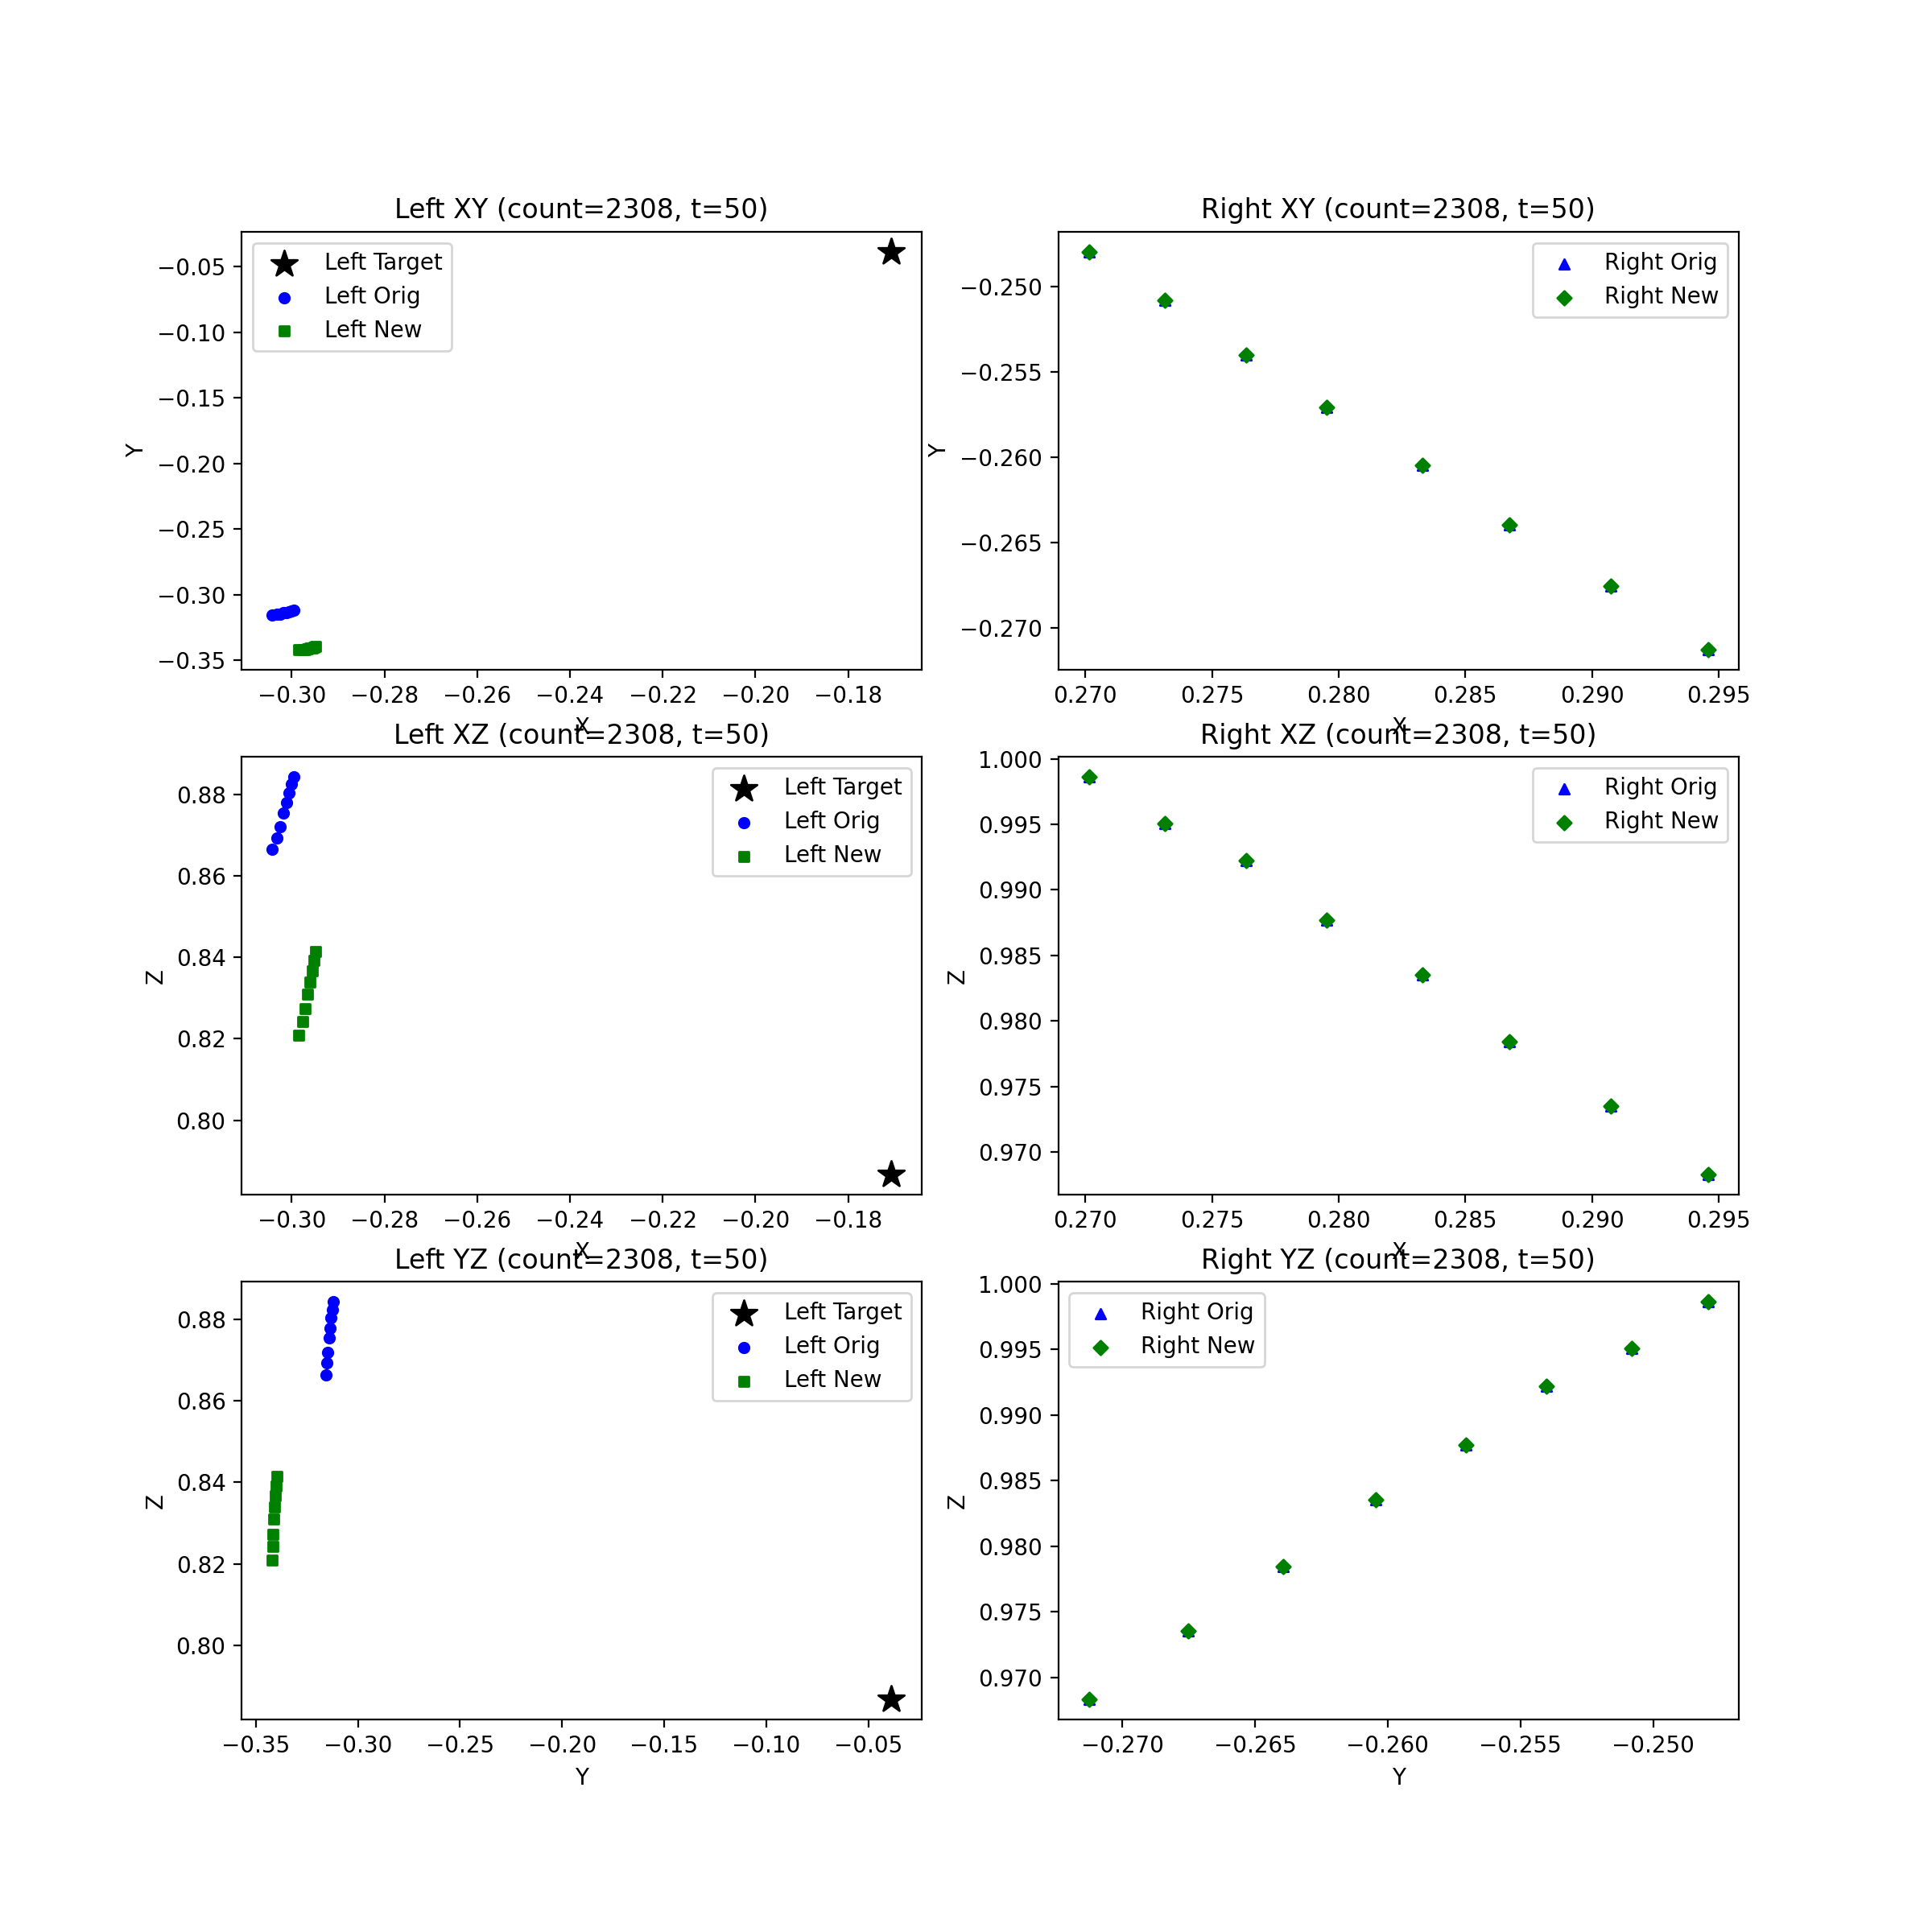 Left XY (count=2308, t=50)
Left Target
Left Orig
Left New
−0.05
−0.10
−0.15
−0.20
−0.25
−0.30
−0.35
Y
−0.30 −0.28 −0.26 −0.24 −0.22 −0.20 −0.18
X
Right XY (count=2308, t=50)
Right Orig
Right New
−0.250
−0.255
−0.260
−0.265
−0.270
Y
0.270 0.275 0.280 0.285 0.290 0.295
X
Left XZ (count=2308, t=50)
Left Target
Left Orig
Left New
0.88
0.86
0.84
0.82
0.80
Z
−0.30 −0.28 −0.26 −0.24 −0.22 −0.20 −0.18
X
Right XZ (count=2308, t=50)
Right Orig
Right New
1.000
0.995
0.990
0.985
0.980
0.975
0.970
Z
0.270 0.275 0.280 0.285 0.290 0.295
X
Left YZ (count=2308, t=50)
Left Target
Left Orig
Left New
0.88
0.86
0.84
0.82
0.80
Z
−0.35 −0.30 −0.25 −0.20 −0.15 −0.10 −0.05
Y
Right YZ (count=2308, t=50)
Right Orig
Right New
1.000
0.995
0.990
0.985
0.980
0.975
0.970
Z
−0.270 −0.265 −0.260 −0.255 −0.250
Y